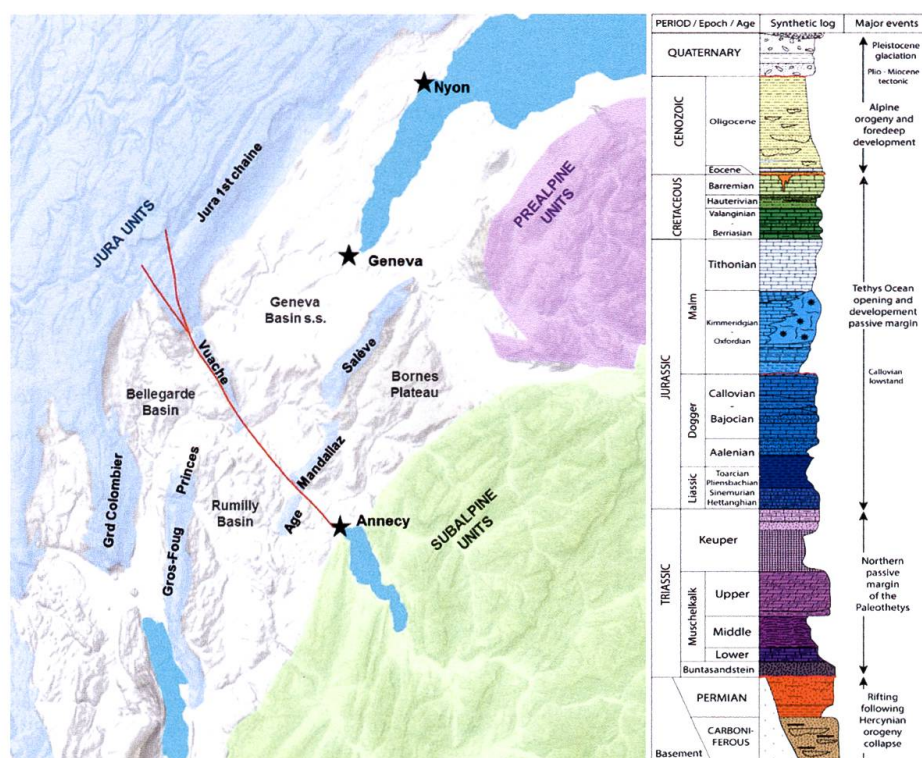 Nyon
Jura 1st chaine
JURA UNITS
PREALPINE
UNITS
Geneva
Geneva
Basin s.s.
Salève
Vuache
Bornes
Plateau
Bellegarde
Basin
Mandallaz
Princes
Rumilly
Basin
Age
Annecy
SUBALPINE
UNITS
Grd Colombier
Gros-Foug
PERIOD / Epoch / Age
Synthetic log
Major events
QUATERNARY
Pleistocene
glaciation
Plio - Miocene
tectonic
CENOZOIC
Oligocene
Eocene
Alpine
orogeny and
foredeep
development
CRETACEOUS
Barremian
Hauterivian
Valanginian
-
Berriasian
JURASSIC
Malm
Tithonian
Kimmeridgian
-
Oxfordian
Tethys Ocean
opening and
developement
passive margin
Callovian
lowstand
Dogger
Callovian
-
Bajocian
Aalenian
Liassic
Toarcian
Pliensbachian
Sinemurian
Hettanghian
TRIASSIC
Keuper
Muschelkalk
Upper
Middle
Lower
Buntasandstein
Northern
passive
margin
of the
Paleothetys
PERMIAN
CARBONI-
FEROUS
Basement
Rifting
following
Hercynian
orogeny
collapse